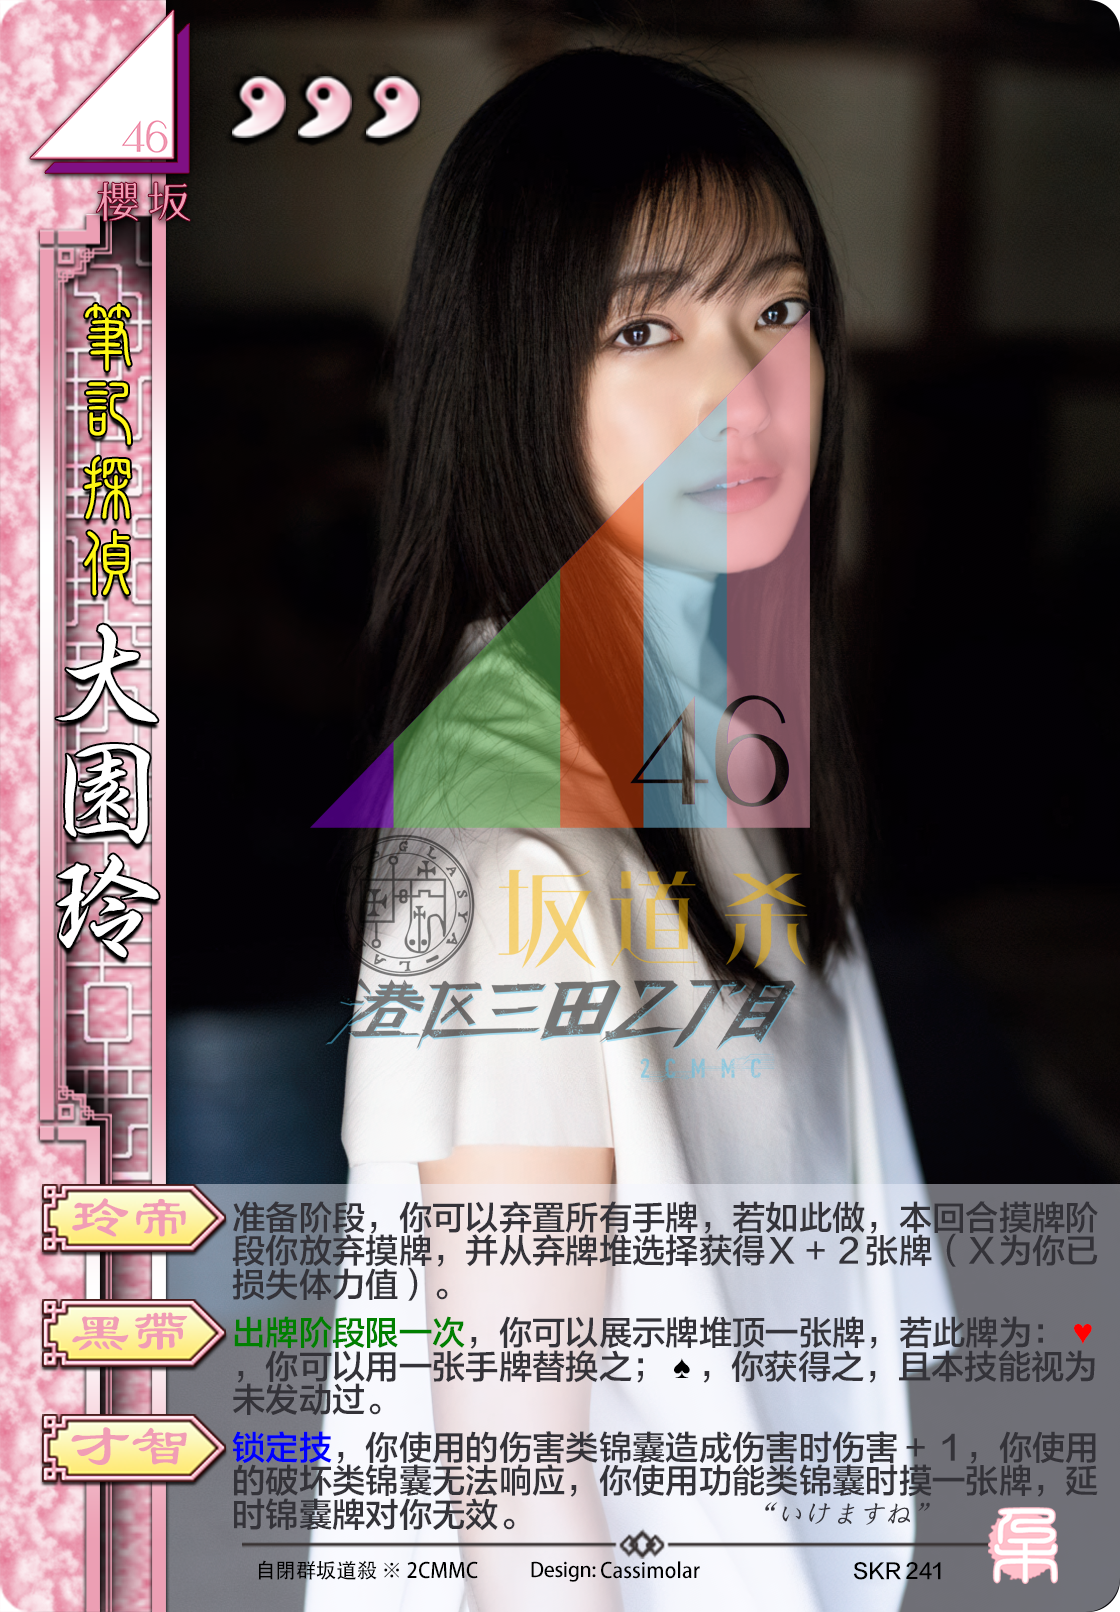 46
櫻坂
筆記探偵
大園玲
46
GLASYALA
坂道杀
港区三田2丁目
2CMMC
玲帝
准备阶段，你可以弃置所有手牌，若如此做，本回合摸牌阶
段你放弃摸牌，并从弃牌堆选择获得X＋２张牌（X为你已
损失体力值）。
黑帶
出牌阶段限一次，你可以展示牌堆顶一张牌，若此牌为：♥
，你可以用一张手牌替换之；♠，你获得之，且本技能视为
未发动过。
才智
锁定技，你使用的伤害类锦囊造成伤害时伤害＋１，你使用
的破坏类锦囊无法响应，你使用功能类锦囊时摸一张牌，延
时锦囊牌对你无效。
“いけますね”
自閉群坂道殺 ※ 2CMMC
Design: Cassimolar
SKR 241